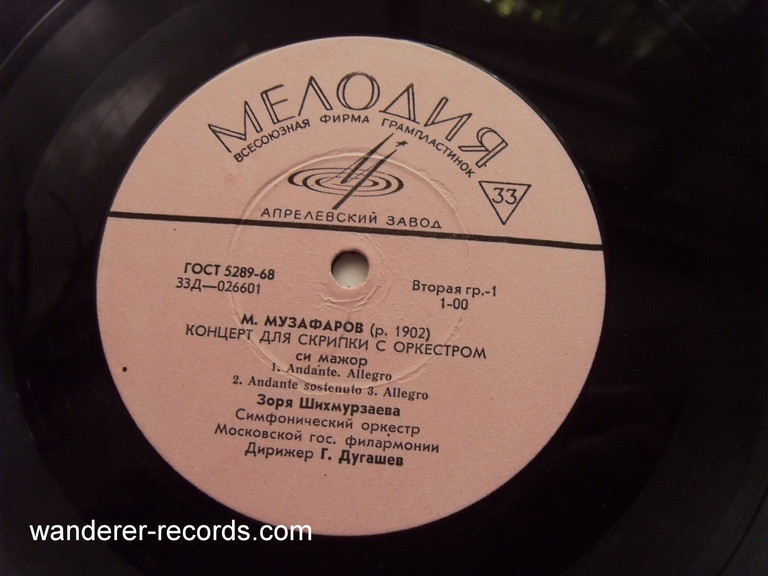 МЕЛОДИЯ
ВСЕСОЮЗНАЯ ФИРМА ГРАМПЛАСТИНОК
33
АПРЕЛЕВСКИЙ ЗАВОД
ГОСТ 5289-68
33Д—026601
Вторая гр.-1
1-00
М. МУЗАФАРОВ (р. 1902)
КОНЦЕРТ ДЛЯ СКРИПКИ С ОРКЕСТРОМ
си мажор
1. Andante. Allegro
2. Andante sostenuto 3. Allegro
Зоря Шихмурзаева
Симфонический оркестр
Московской гос. филармонии
Дирижер Г. Дугашев
wanderer-records.com